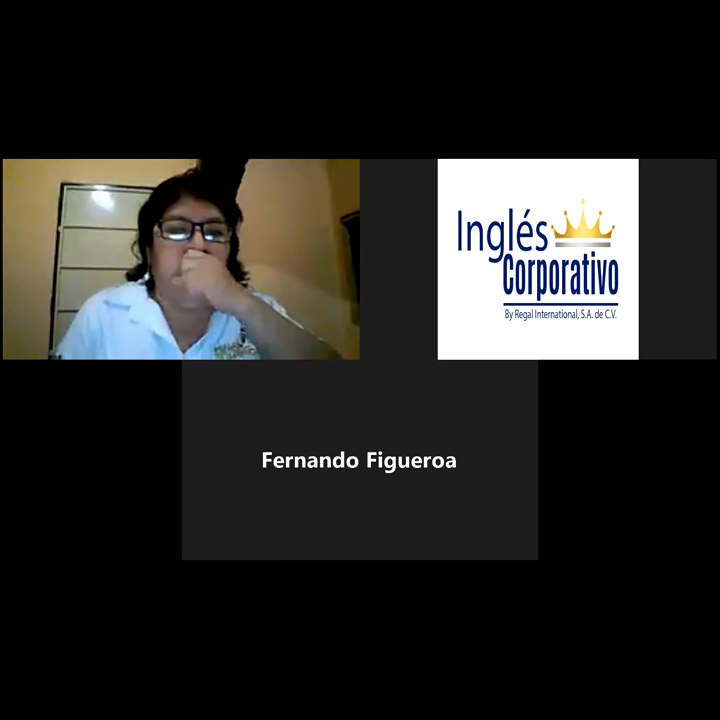 Inglés
Corporativo
By Regal International, S.A. de C.V.
Fernando Figueroa